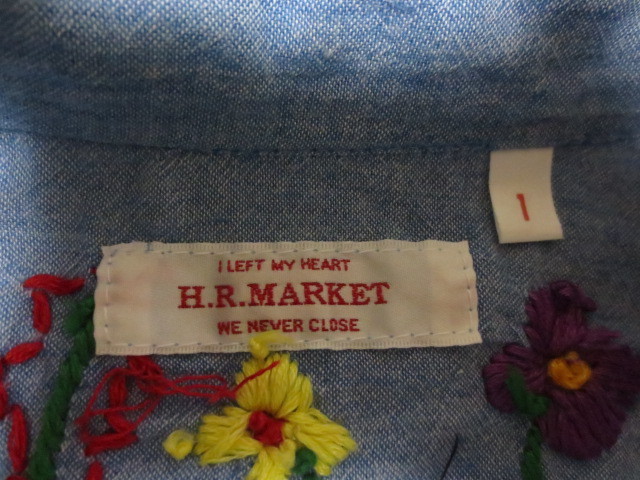 1
I LEFT MY HEART
H.R.MARKET
WE NEVER CLOSE